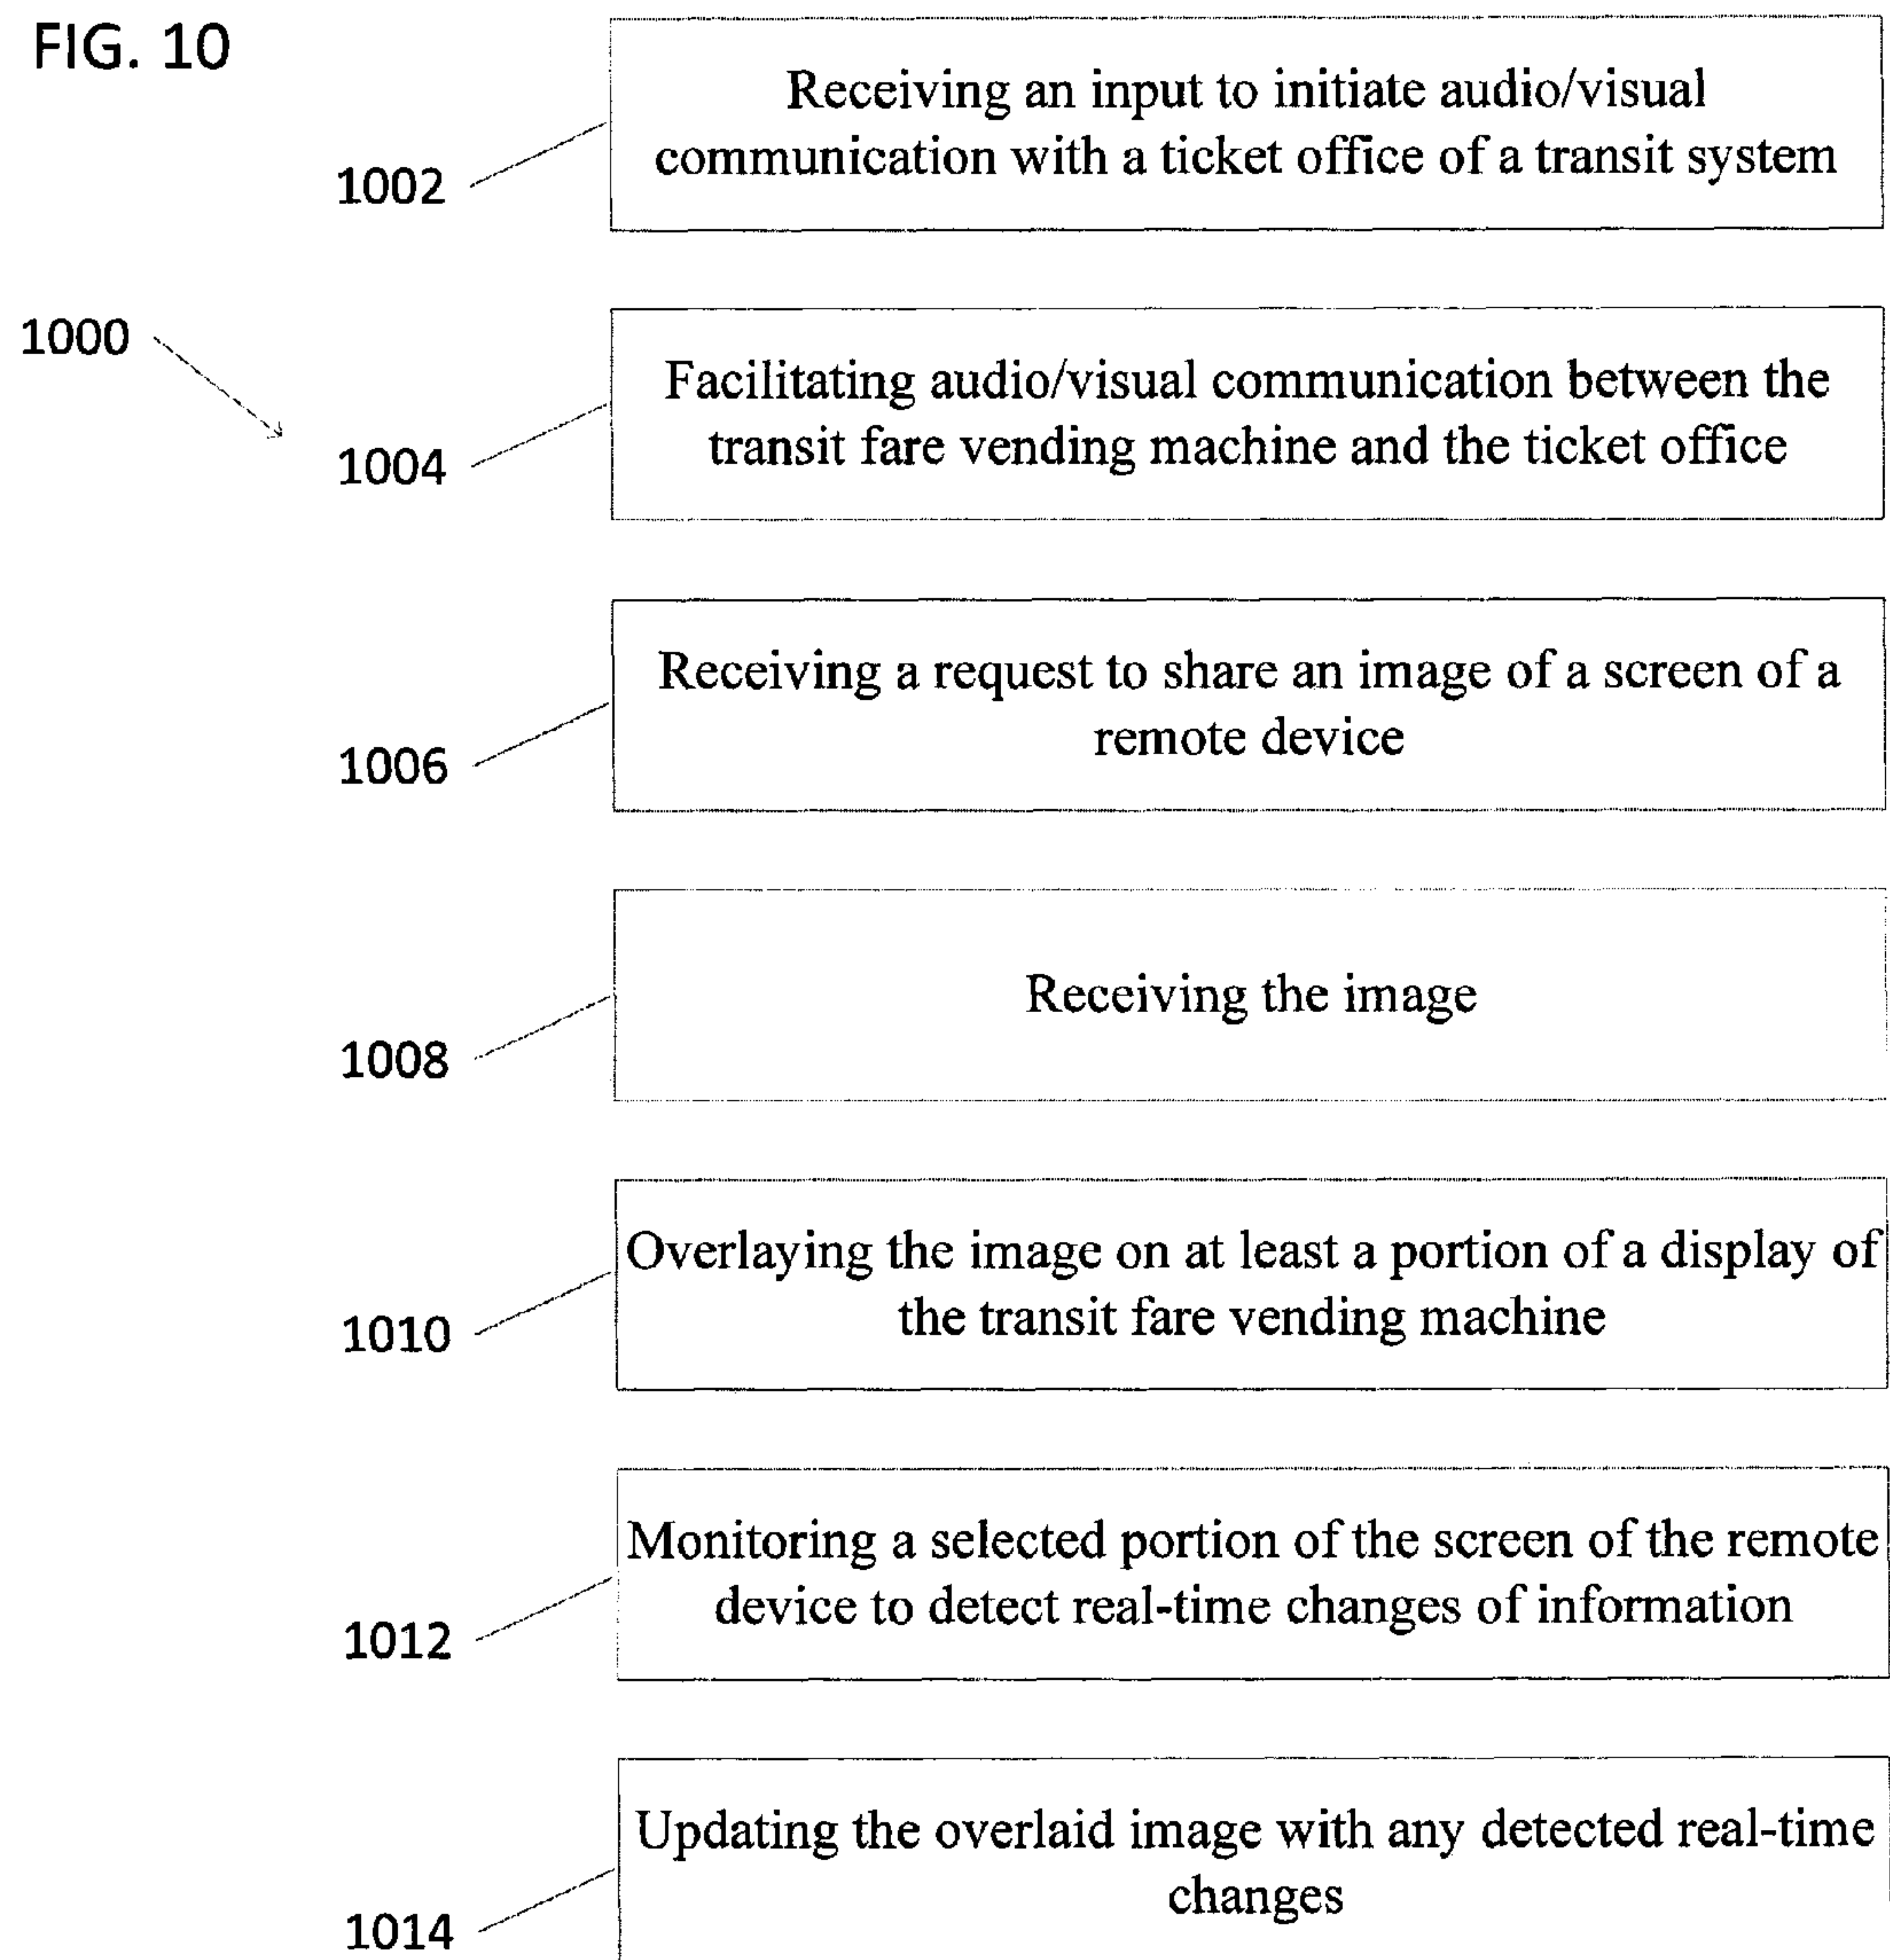 FIG. 10
Receiving an input to initiate audio/visual
communication with a ticket office of a transit system
1002
1000
Facilitating audio/visual communication between the
transit fare vending machine and the ticket office
1004
Receiving a request to share an image of a screen of a
remote device
1006
Receiving the image
1008
Overlaying the image on at least a portion of a display of
the transit fare vending machine
1010
Monitoring a selected portion of the screen of the remote
device to detect real-time changes of information
1012
Updating the overlaid image with any detected real-time
changes
1014